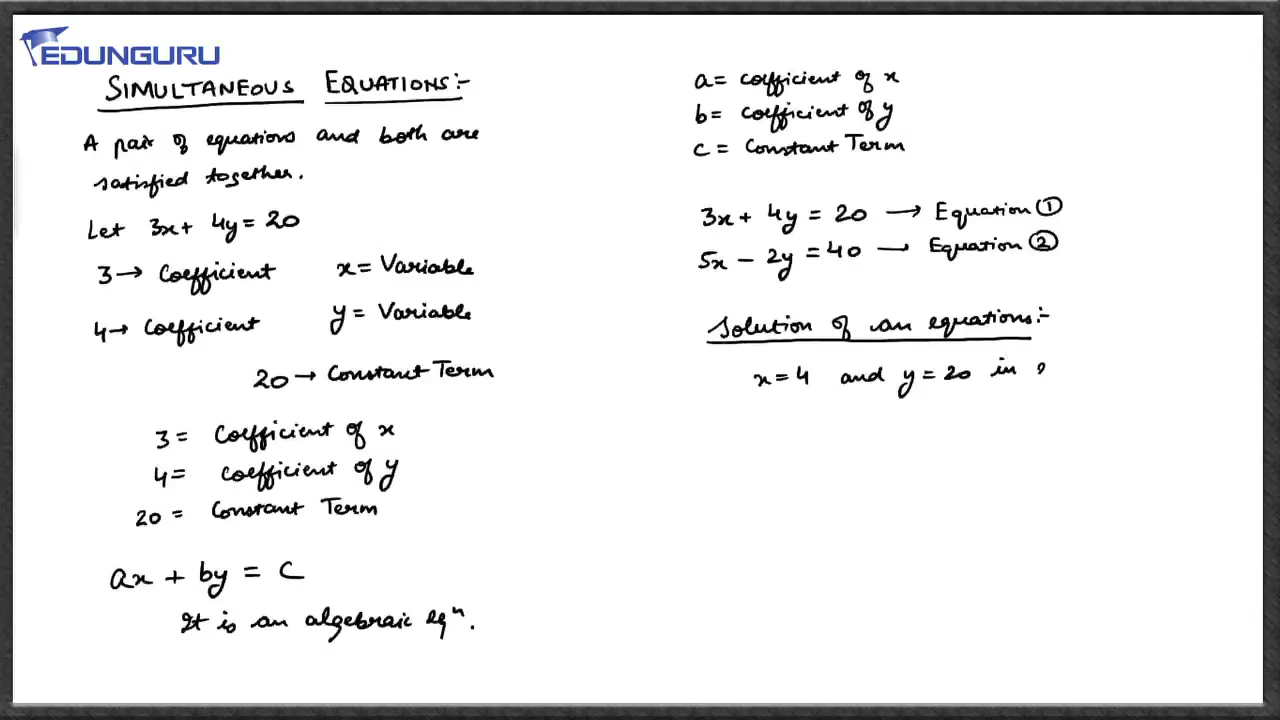 EDUNGURU
SIMULTANEOUS EQUATIONS:-
A pair of equations and both are
satisfied together.
Let 3x + 4y = 20
3 → Coefficient x = Variable
4 → Coefficient y = Variable
20 → Constant Term
3 = Coefficient of x
4 = Coefficient of y
20 = Constant Term
ax + by = C
It is an algebraic eqⁿ.
a = coefficient of x
b = coefficient of y
c = Constant Term
3x + 4y = 20 → Equation ①
5x - 2y = 40 → Equation ②
Solution of an equations:-
x = 4 and y = 20 in